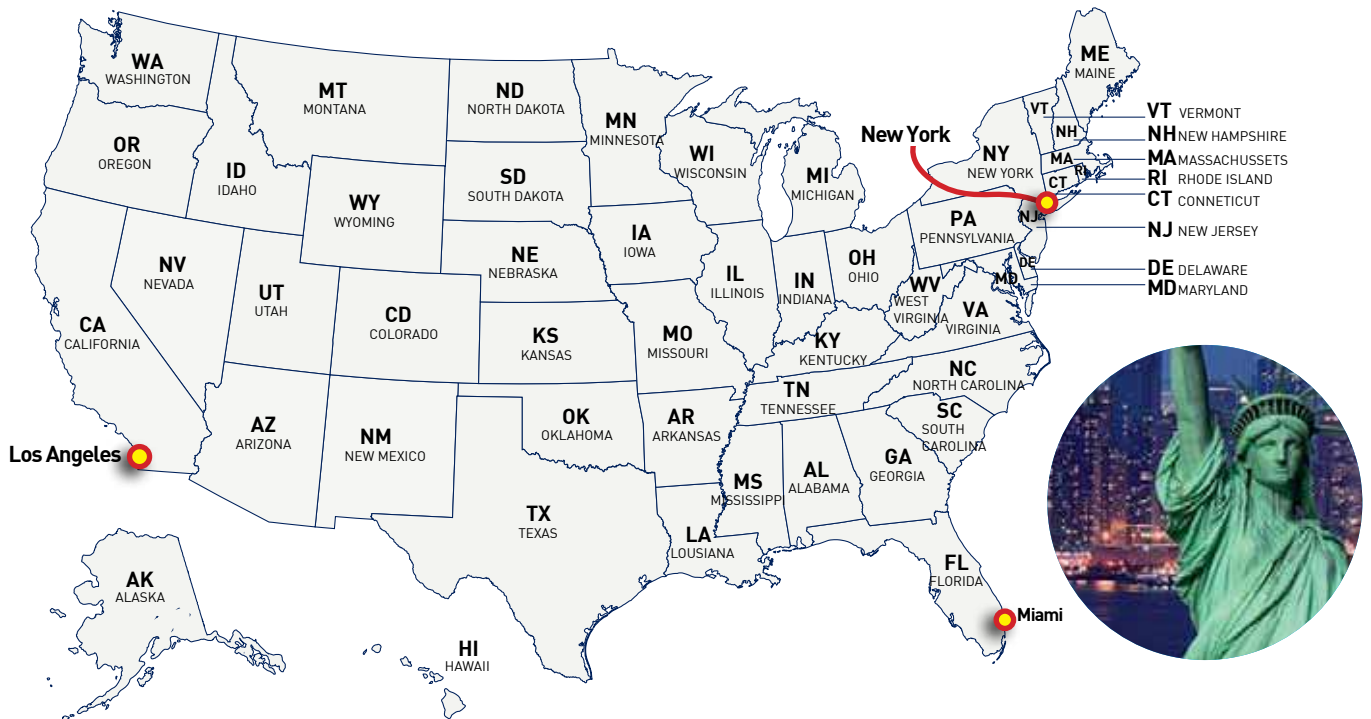 WA
WASHINGTON
OR
OREGON
ID
IDAHO
MT
MONTANA
ND
NORTH DAKOTA
SD
SOUTH DAKOTA
WY
WYOMING
NE
NEBRASKA
MN
MINNESOTA
IA
IOWA
WI
WISCONSIN
MI
MICHIGAN
CA
CALIFORNIA
NV
NEVADA
UT
UTAH
CD
COLORADO
KS
KANSAS
MO
MISSOURI
IL
ILLINOIS
IN
INDIANA
OH
OHIO
KY
KENTUCKY
WV
WEST
VIRGINIA
VA
VIRGINIA
PA
PENNSYLVANIA
New York
NY
NEW YORK
ME
MAINE
VT
NH
MA
RI
CT
NJ
DE
MD
VT VERMONT
NH NEW HAMPSHIRE
MA MASSACHUSSETS
RI RHODE ISLAND
CT CONNETICUT
NJ NEW JERSEY
DE DELAWARE
MD MARYLAND
AZ
ARIZONA
NM
NEW MEXICO
OK
OKLAHOMA
AR
ARKANSAS
TN
TENNESSEE
NC
NORTH CAROLINA
SC
SOUTH
CAROLINA
TX
TEXAS
LA
LOUSIANA
MS
MISSISSIPPI
AL
ALABAMA
GA
GEORGIA
FL
FLORIDA
Los Angeles
Miami
AK
ALASKA
HI
HAWAII